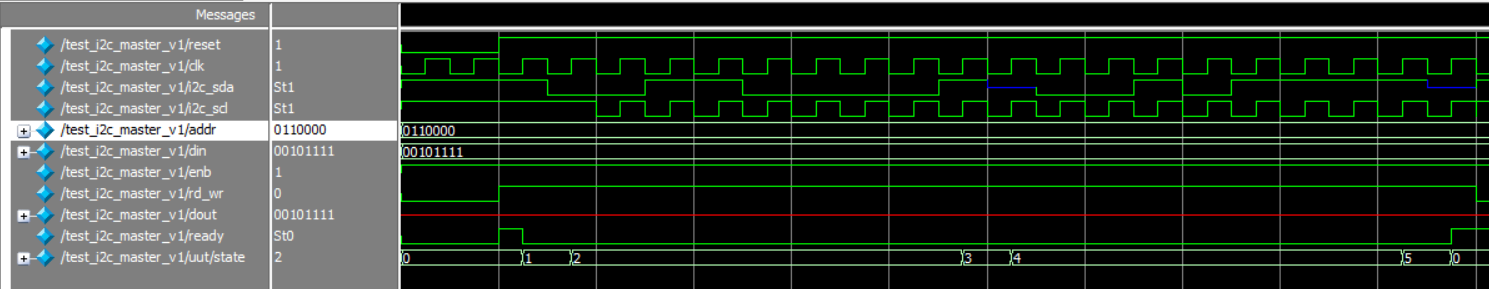 Messages
/test_i2c_master_v1/reset 1
/test_i2c_master_v1/clk 1
/test_i2c_master_v1/i2c_sda St1
/test_i2c_master_v1/i2c_scl St1
/test_i2c_master_v1/addr 0110000 0110000
/test_i2c_master_v1/din 00101111 00101111
/test_i2c_master_v1/enb 1
/test_i2c_master_v1/rd_wr 0
/test_i2c_master_v1/dout 00101111
/test_i2c_master_v1/ready St0
/test_i2c_master_v1/uut/state 2 0 1 2 3 4 5 0